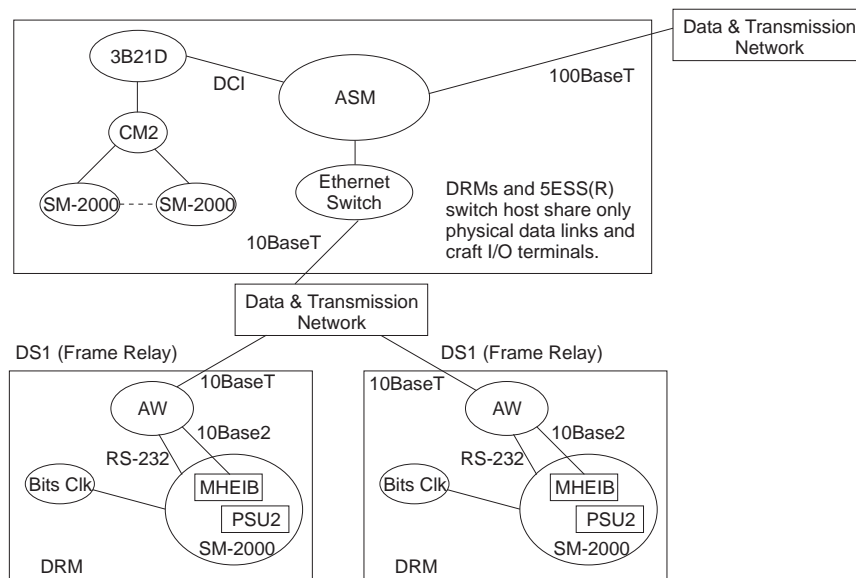 Data & Transmission
Network
3B21D
DCI
ASM
100BaseT
CM2
SM-2000
SM-2000
Ethernet
Switch
DRMs and 5ESS(R)
switch host share only
physical data links and
craft I/O terminals.
10BaseT
Data & Transmission
Network
DS1 (Frame Relay)
DS1 (Frame Relay)
10BaseT
AW
10Base2
RS-232
Bits Clk
MHEIB
PSU2
SM-2000
DRM
10BaseT
AW
10Base2
RS-232
Bits Clk
MHEIB
PSU2
SM-2000
DRM